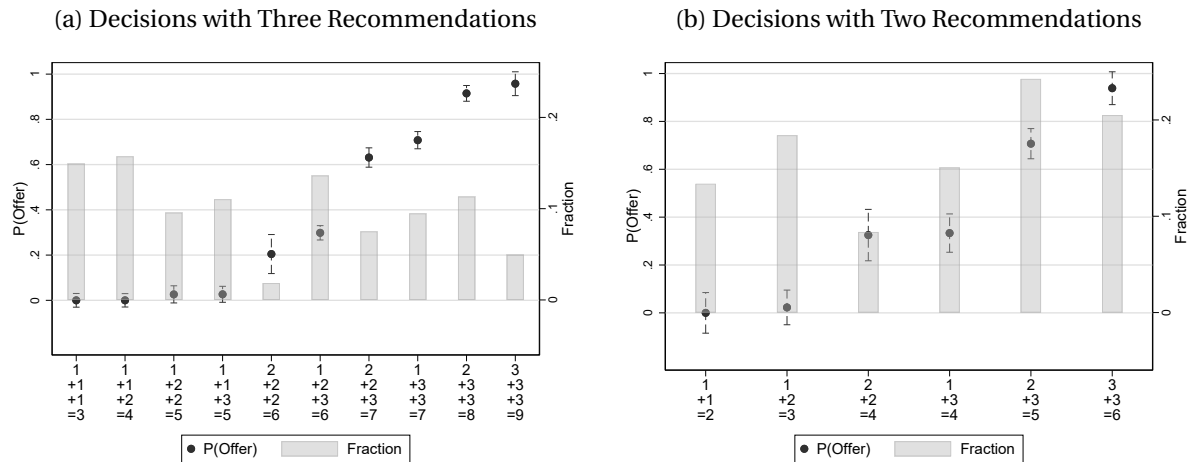 (a) Decisions with Three Recommendations
P(Offer)
1
.8
.6
.4
.2
0
Fraction
.2
.1
0
1 1 1 1 2 1 2 1 2 3
+1 +1 +2 +1 +2 +2 +2 +3 +3 +3
+1 +2 +2 +3 +2 +3 +3 +3 +3 +3
=3 =4 =5 =5 =6 =6 =7 =7 =8 =9
P(Offer) Fraction
(b) Decisions with Two Recommendations
P(Offer)
1
.8
.6
.4
.2
0
Fraction
.2
.1
0
1 1 2 1 2 3
+1 +2 +2 +3 +3 +3
=2 =3 =4 =4 =5 =6
P(Offer) Fraction